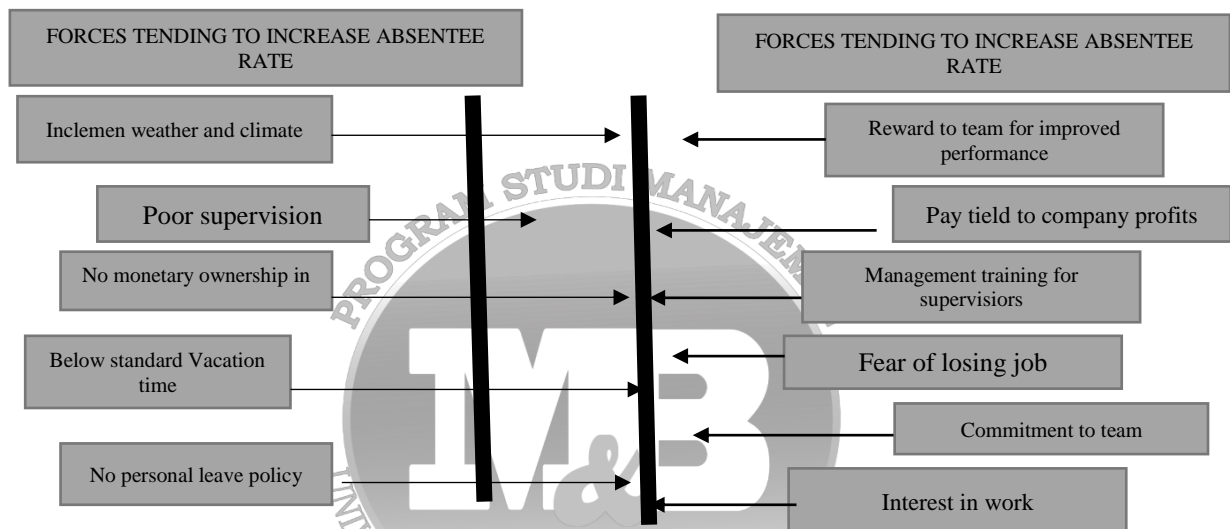 FORCES TENDING TO INCREASE ABSENTEE
RATE
Inclemen weather and climate
Poor supervision
No monetary ownership in
Below standard Vacation
time
No personal leave policy
FORCES TENDING TO INCREASE ABSENTEE
RATE
Reward to team for improved
performance
Pay tield to company profits
Management training for
supervisiors
Fear of losing job
Commitment to team
Interest in work
PROGRAM STUDI
M&B